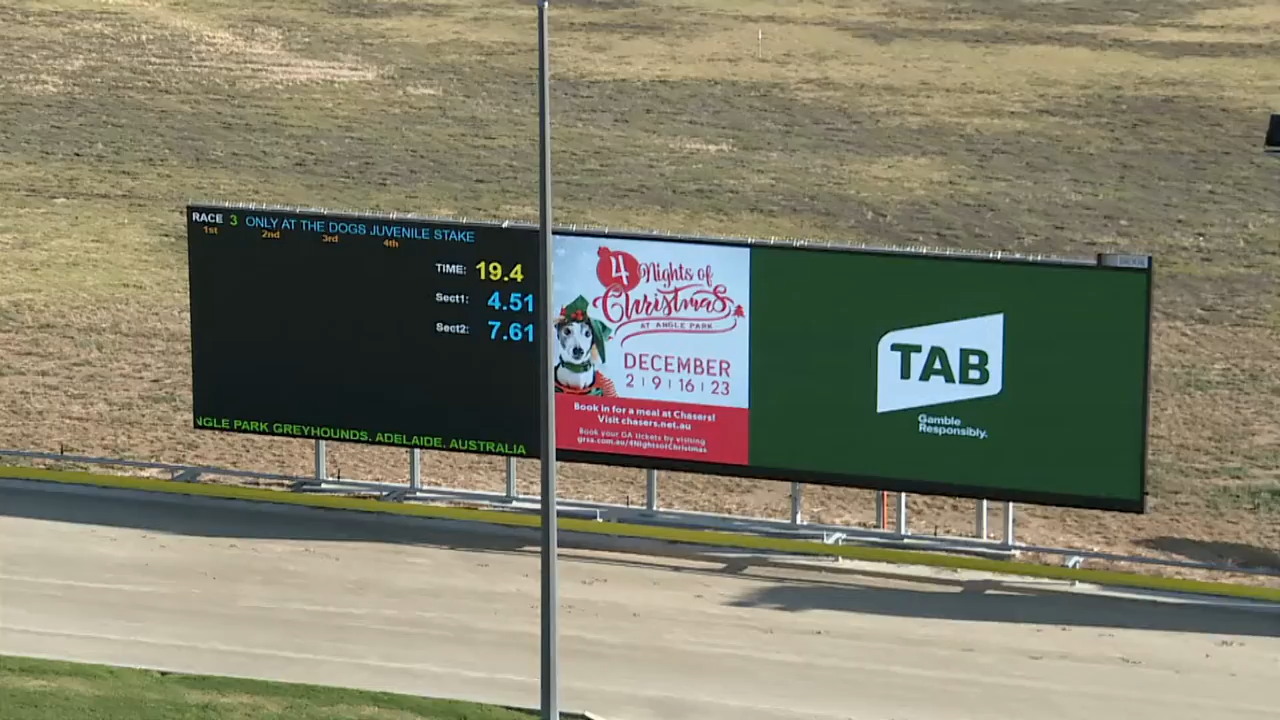 RACE 3 ONLY AT THE DOGS JUVENILE STAKE
1st 2nd 3rd 4th
TIME: 19.4
Sect1: 4.51
Sect2: 7.61
NGLE PARK GREYHOUNDS. ADELAIDE. AUSTRALIA
4 Nights of
Christmas
AT ANGLE PARK
DECEMBER
2 | 9 | 16 | 23
Book in for a meal at Chasers!
Visit chasers.net.au
Book your GA tickets by visiting
grsa.com.au/4NightsofChristmas
TAB
Gamble
Responsibly.